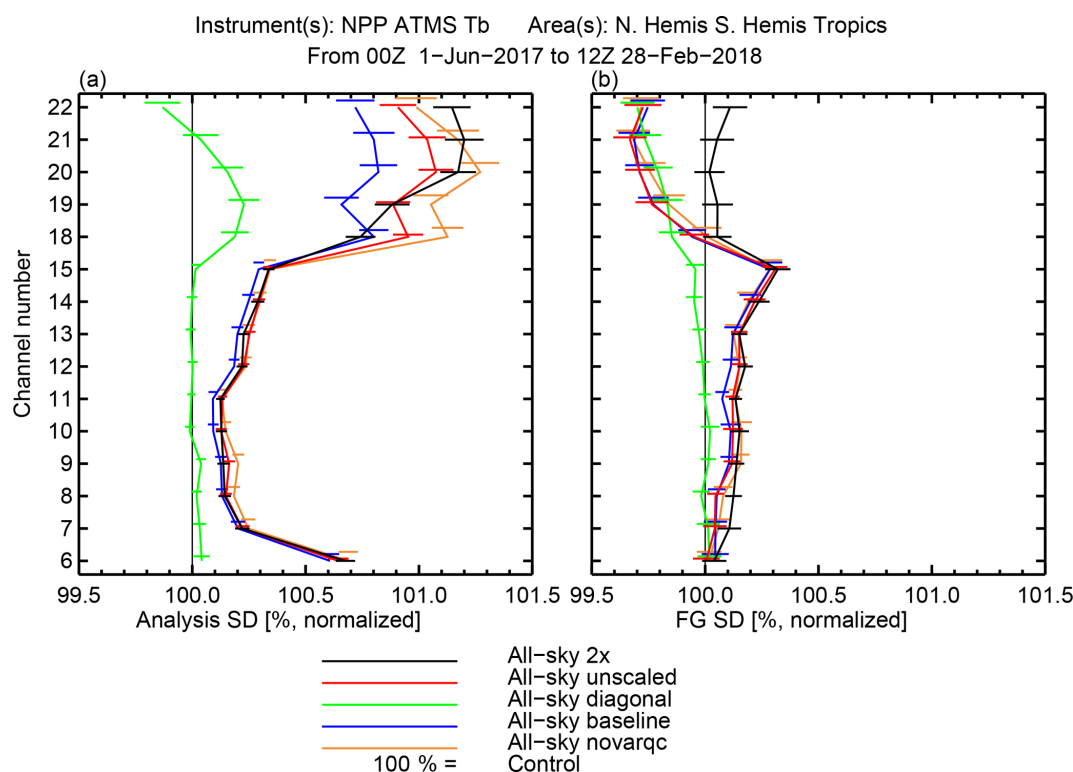 Instrument(s): NPP ATMS Tb Area(s): N. Hemis S. Hemis Tropics
From 00Z 1-Jun-2017 to 12Z 28-Feb-2018
(a) (b)
22
21
20
19
18
15
14
13
12
11
10
9
8
7
6
Channel number
99.5 100.0 100.5 101.0 101.5
99.5 100.0 100.5 101.0 101.5
Analysis SD [%, normalized]
FG SD [%, normalized]
All-sky 2x
All-sky unscaled
All-sky diagonal
All-sky baseline
All-sky novarqc
100 % = Control